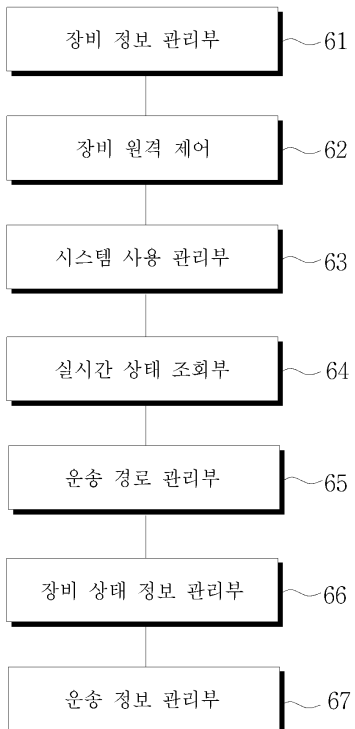 장비 정보 관리부 61
장비 원격 제어 62
시스템 사용 관리부 63
실시간 상태 조회부 64
운송 경로 관리부 65
장비 상태 정보 관리부 66
운송 정보 관리부 67